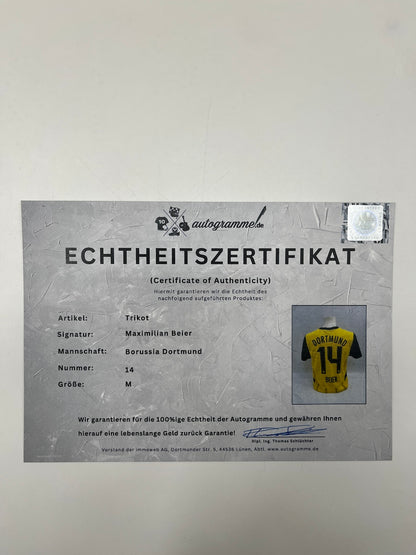 autogramme.de
ECHTHEITSZERTIFIKAT
(Certificate of Authenticity)
Hiermit garantieren wir die Echtheit des
nachfolgend aufgeführten Produktes:
Artikel: Trikot
Signatur: Maximilian Beier
Mannschaft: Borussia Dortmund
Nummer: 14
Größe: M
DORTMUND
14
BEIER
Wir garantieren für die 100%ige Echtheit der Autogramme und gewähren Ihnen
hierauf eine lebenslange Geld zurück Garantie!
Dipl. Ing. Thomas Schlüchter
Vorstand der immoweb AG, Dortmunder Str. 5, 44536 Lünen, Abtl. www.autogramme.de